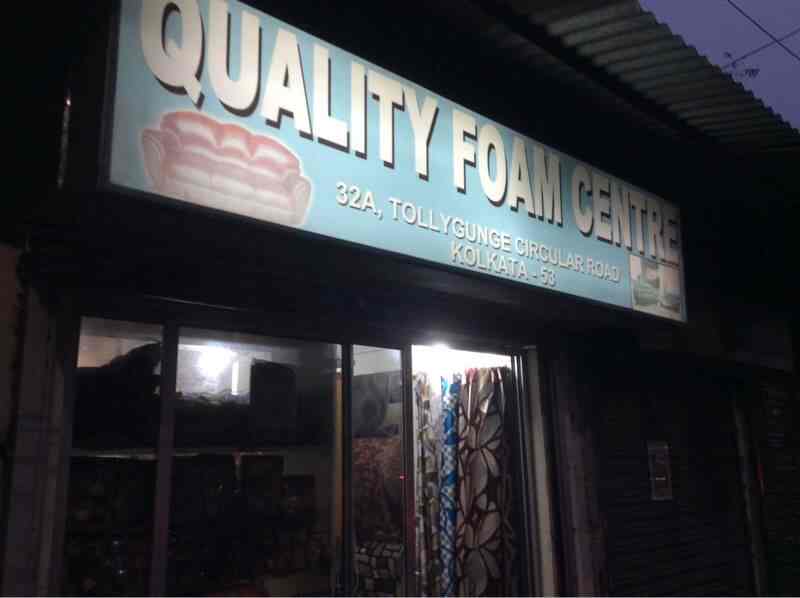 QUALITY FOAM CENTRE
32A, TOLLYGUNGE CIRCULAR ROAD
KOLKATA - 53